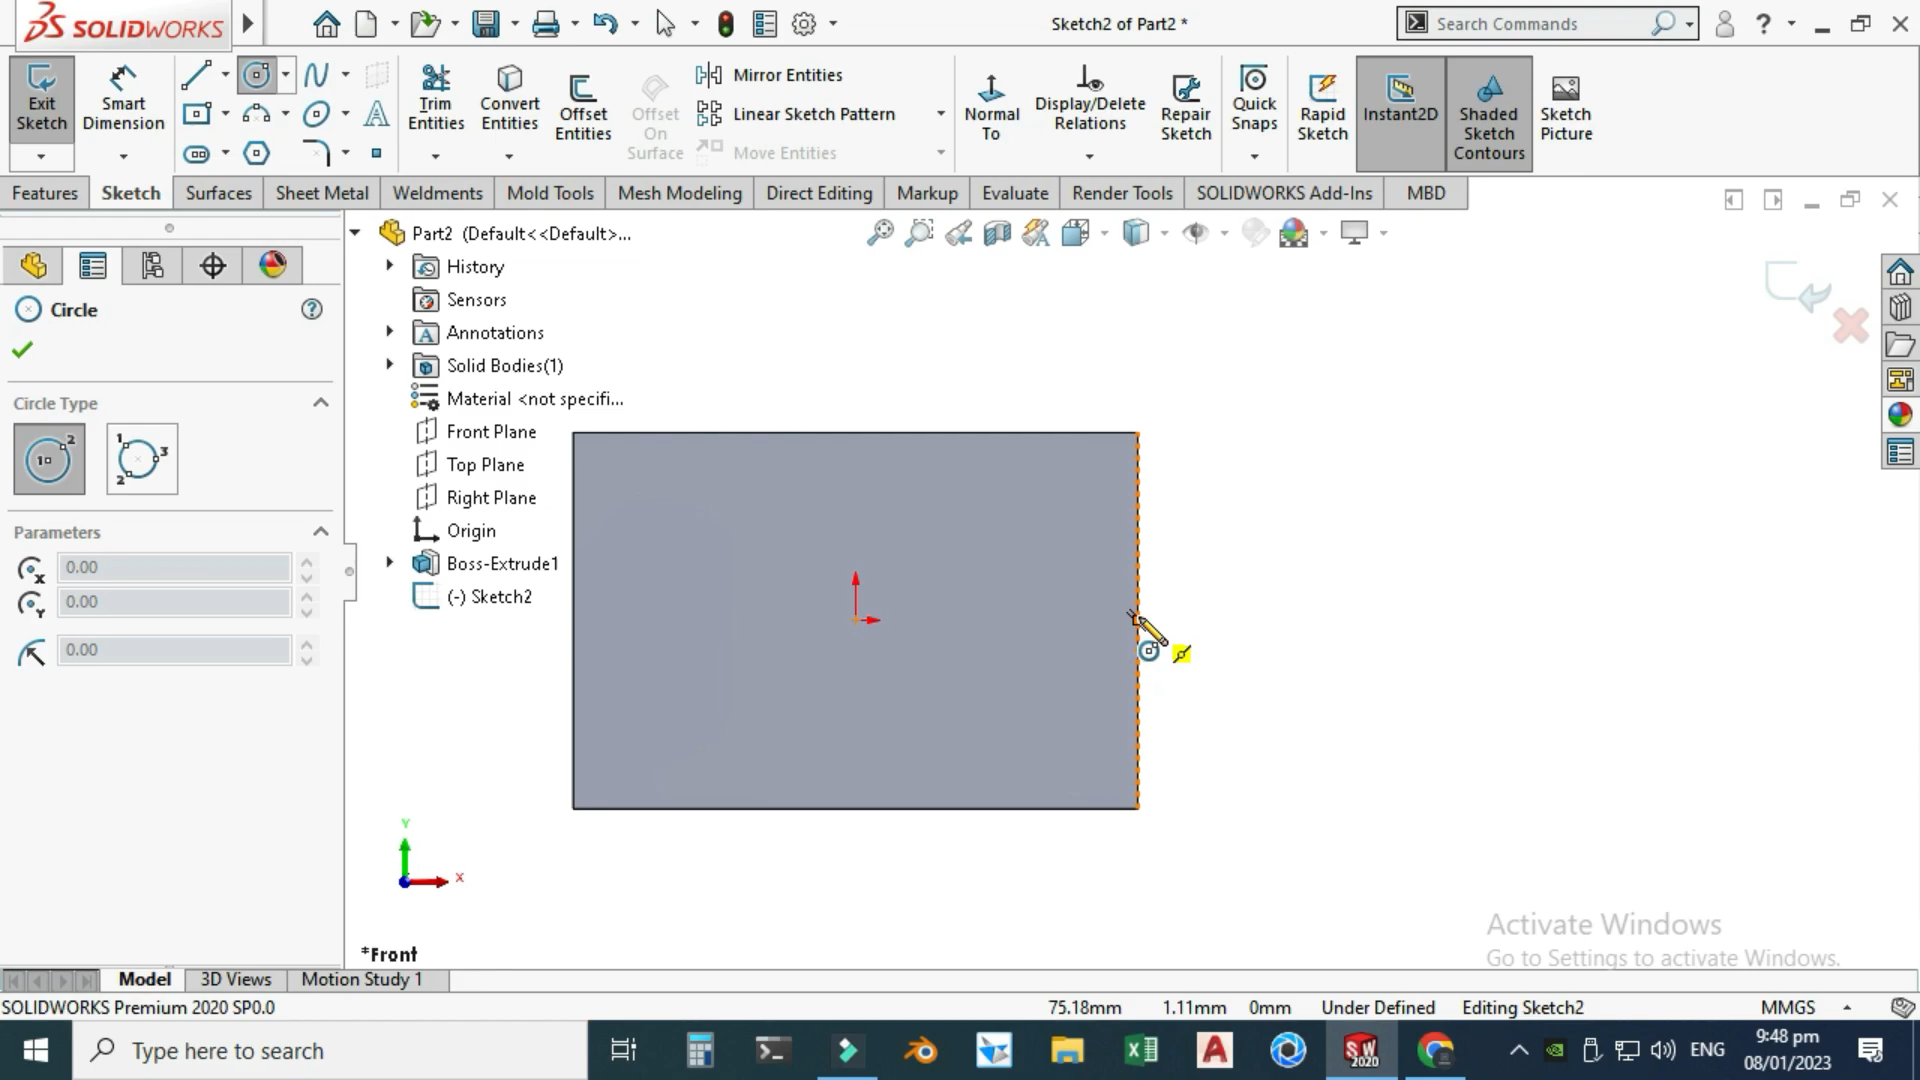 SOLIDWORKS
Sketch2 of Part2 *
Search Commands
Exit Sketch
Smart Dimension
Trim Entities
Convert Entities
Offset Entities
Offset On Surface
Mirror Entities
Linear Sketch Pattern
Move Entities
Normal To
Display/Delete Relations
Repair Sketch
Quick Snaps
Rapid Sketch
Instant2D
Shaded Sketch Contours
Sketch Picture
Features
Sketch
Surfaces
Sheet Metal
Weldments
Mold Tools
Mesh Modeling
Direct Editing
Markup
Evaluate
Render Tools
SOLIDWORKS Add-Ins
MBD
Part2 (Default<<Default>...
History
Sensors
Annotations
Solid Bodies(1)
Material <not specifi...
Front Plane
Top Plane
Right Plane
Origin
Boss-Extrude1
(-) Sketch2
Circle
Circle Type
Parameters
0.00
0.00
0.00
Y
X
*Front
Activate Windows
Go to Settings to activate Windows.
Model
3D Views
Motion Study 1
SOLIDWORKS Premium 2020 SP0.0
75.18mm
1.11mm
0mm
Under Defined
Editing Sketch2
MMGS
Type here to search
ENG
9:48 pm
08/01/2023